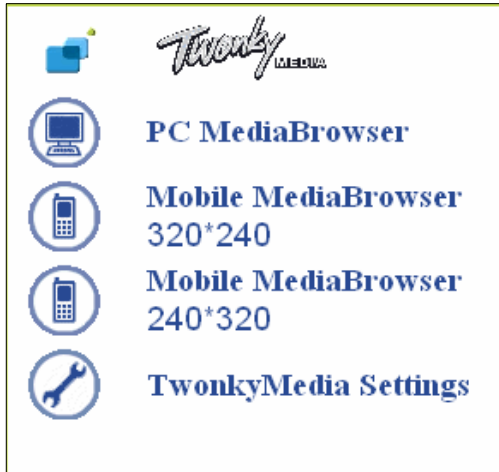 Twonky MEDIA
PC MediaBrowser
Mobile MediaBrowser
320*240
Mobile MediaBrowser
240*320
TwonkyMedia Settings